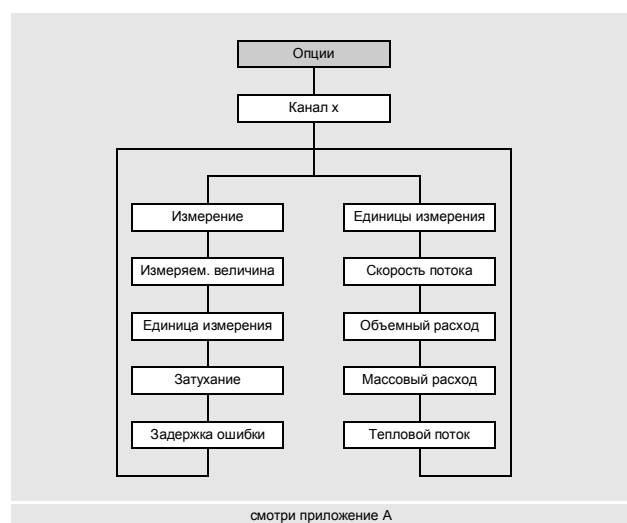 Опции
Канал x
Измерение
Измеряем. величина
Единица измерения
Затухание
Задержка ошибки
Единицы измерения
Скорость потока
Объемный расход
Массовый расход
Тепловой поток
смотри приложение A